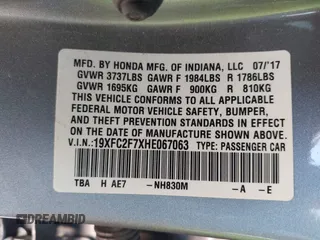 MFD. BY HONDA MFG. OF INDIANA, LLC 07/'17
GVWR 3737LBS GAWR F 1984LBS R 1786LBS
GVWR 1695KG GAWR F 900KG R 810KG
THIS VEHICLE CONFORMS TO ALL APPLICABLE
FEDERAL MOTOR VEHICLE SAFETY, BUMPER,
AND THEFT PREVENTION STANDARDS IN EFFECT ON
THE DATE OF MANUFACTURE SHOWN ABOVE.
V.I.N.:19XFC2F7XHE067063 TYPE: PASSENGER CAR
TBA H AE7 -NH830M -A -E
DREAMBID